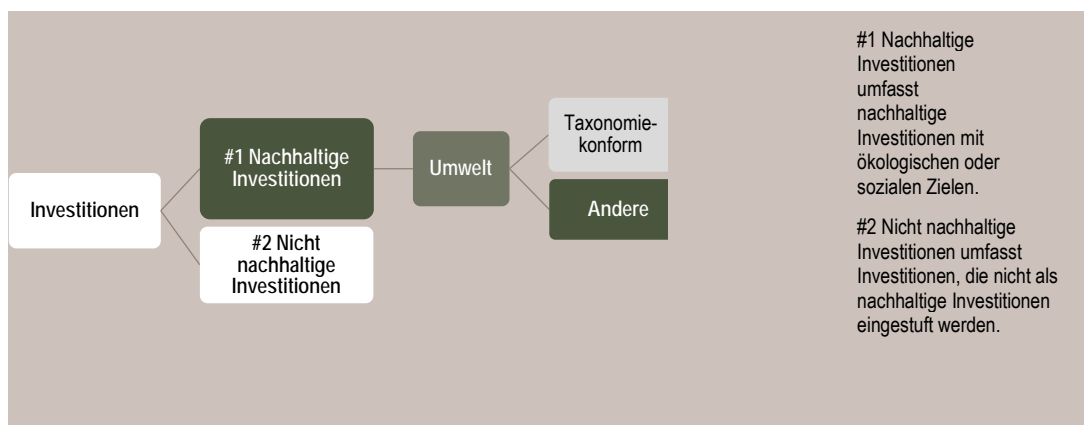 Investitionen
#1 Nachhaltige
Investitionen
#2 Nicht
nachhaltige
Investitionen
Umwelt
Taxonomie-
konform
Andere
#1 Nachhaltige
Investitionen
umfasst
nachhaltige
Investitionen mit
ökologischen oder
sozialen Zielen.
#2 Nicht nachhaltige
Investitionen umfasst
Investitionen, die nicht als
nachhaltige Investitionen
eingestuft werden.